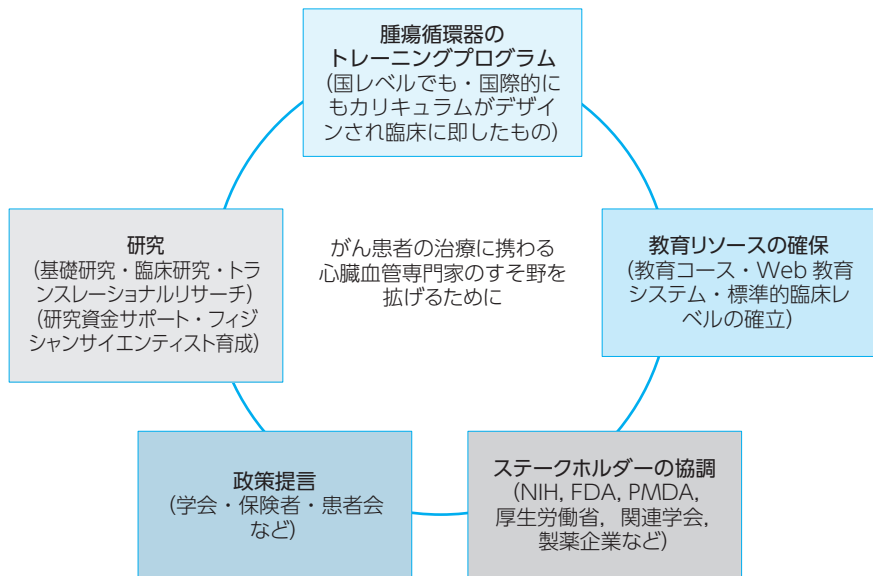 腫瘍循環器の
トレーニングプログラム
(国レベルでも・国際的に
もカリキュラムがデザイ
ンされ臨床に即したもの)
研究
(基礎研究・臨床研究・トラ
ンスレーショナルリサーチ)
(研究資金サポート・フィジ
シャンサイエンティスト育成)
がん患者の治療に携わる
心臓血管専門家のすそ野を
拡げるために
教育リソースの確保
(教育コース・Web 教育
システム・標準的臨床レ
ベルの確立)
政策提言
(学会・保険者・患者会
など)
ステークホルダーの協調
(NIH, FDA, PMDA,
厚生労働省，関連学会，
製薬企業など)